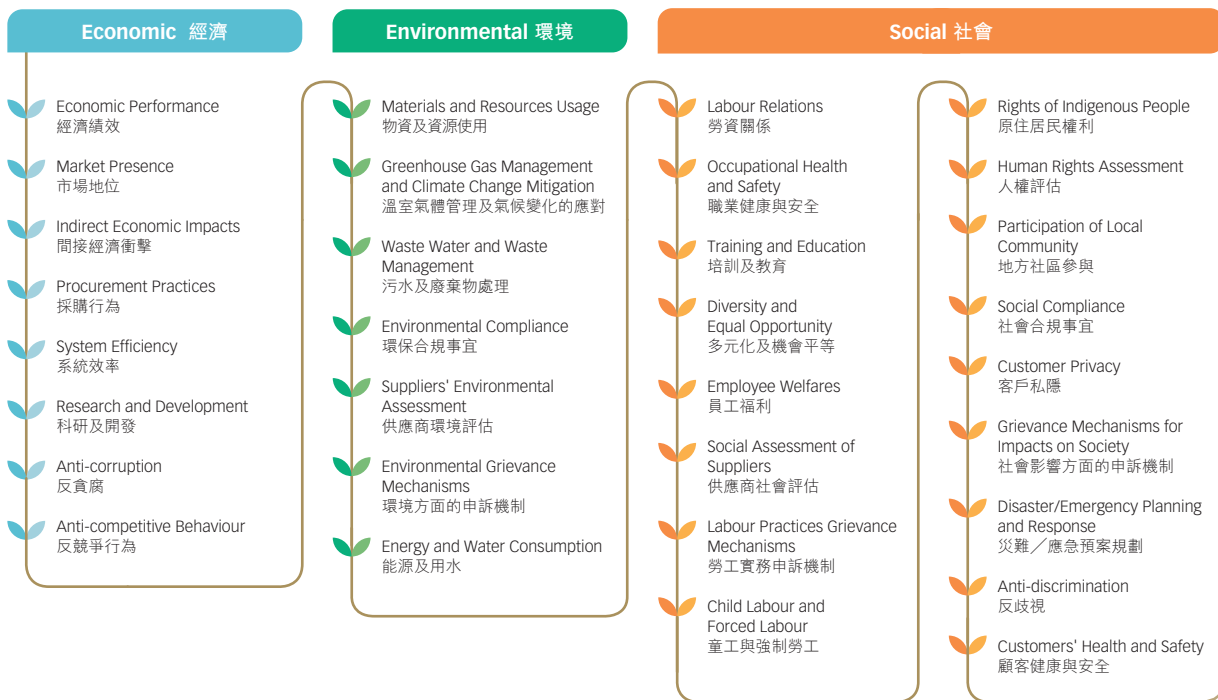 Economic 經濟
Economic Performance
經濟績效
Market Presence
市場地位
Indirect Economic Impacts
間接經濟衝擊
Procurement Practices
採購行為
System Efficiency
系統效率
Research and Development
科研及開發
Anti-corruption
反貪腐
Anti-competitive Behaviour
反競爭行為
Environmental 環境
Materials and Resources Usage
物資及資源使用
Greenhouse Gas Management
and Climate Change Mitigation
溫室氣體管理及氣候變化的應對
Waste Water and Waste
Management
污水及廢棄物處理
Environmental Compliance
環保合規事宜
Suppliers' Environmental
Assessment
供應商環境評估
Environmental Grievance
Mechanisms
環境方面的申訴機制
Energy and Water Consumption
能源及用水
Social 社會
Labour Relations
勞資關係
Occupational Health
and Safety
職業健康與安全
Training and Education
培訓及教育
Diversity and
Equal Opportunity
多元化及機會平等
Employee Welfares
員工福利
Social Assessment of
Suppliers
供應商社會評估
Labour Practices Grievance
Mechanisms
勞工實務申訴機制
Child Labour and
Forced Labour
童工與強制勞工
Rights of Indigenous People
原住居民權利
Human Rights Assessment
人權評估
Participation of Local
Community
地方社區參與
Social Compliance
社會合規事宜
Customer Privacy
客戶私隱
Grievance Mechanisms for
Impacts on Society
社會影響方面的申訴機制
Disaster/Emergency Planning
and Response
災難／應急預案規劃
Anti-discrimination
反歧視
Customers' Health and Safety
顧客健康與安全